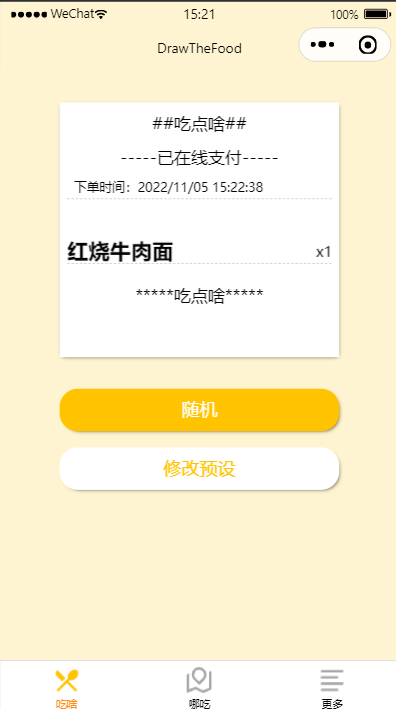 WeChat 15:21 100%
DrawTheFood
##吃点啥##
-----已在线支付-----
下单时间：2022/11/05 15:22:38
红烧牛肉面 x1
*****吃点啥*****
随机
修改预设
吃啥 哪吃 更多